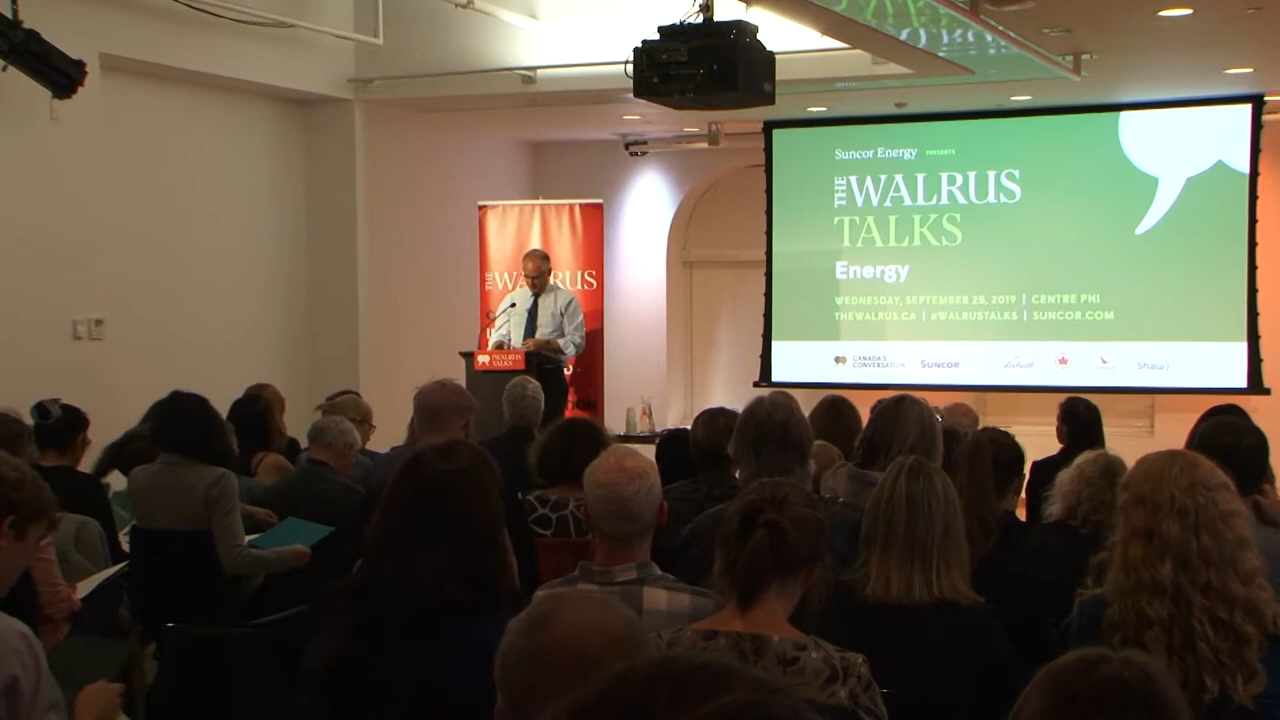 Suncor Energy PRESENTS
THE WALRUS
TALKS
Energy
WEDNESDAY, SEPTEMBER 25, 2019 | CENTRE PHI
THEWALRUS.CA | #WALRUSTALKS | SUNCOR.COM
CANADA'S
CONVERSATION
SUNCOR
Shaw)
THE WALRUS
THE WALRUS
TALKS